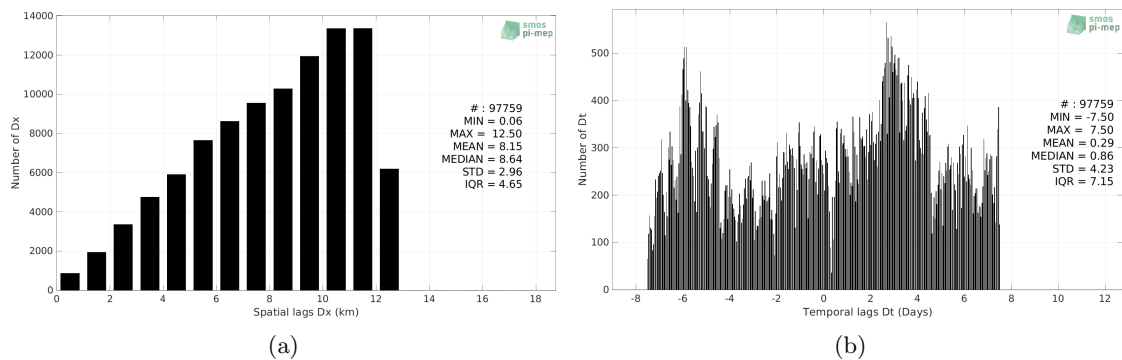 14000
12000
10000
8000
6000
4000
2000
0
0 2 4 6 8 10 12 14 16 18
Number of Dx
Spatial lags Dx (km)
smos
pi-mep
# : 97759
MIN = 0.06
MAX = 12.50
MEAN = 8.15
MEDIAN = 8.64
STD = 2.96
IQR = 4.65
(a)
500
400
300
200
100
0
-8 -6 -4 -2 0 2 4 6 8 10 12
Number of Dt
Temporal lags Dt (Days)
smos
pi-mep
# : 97759
MIN = -7.50
MAX = 7.50
MEAN = 0.29
MEDIAN = 0.86
STD = 4.23
IQR = 7.15
(b)